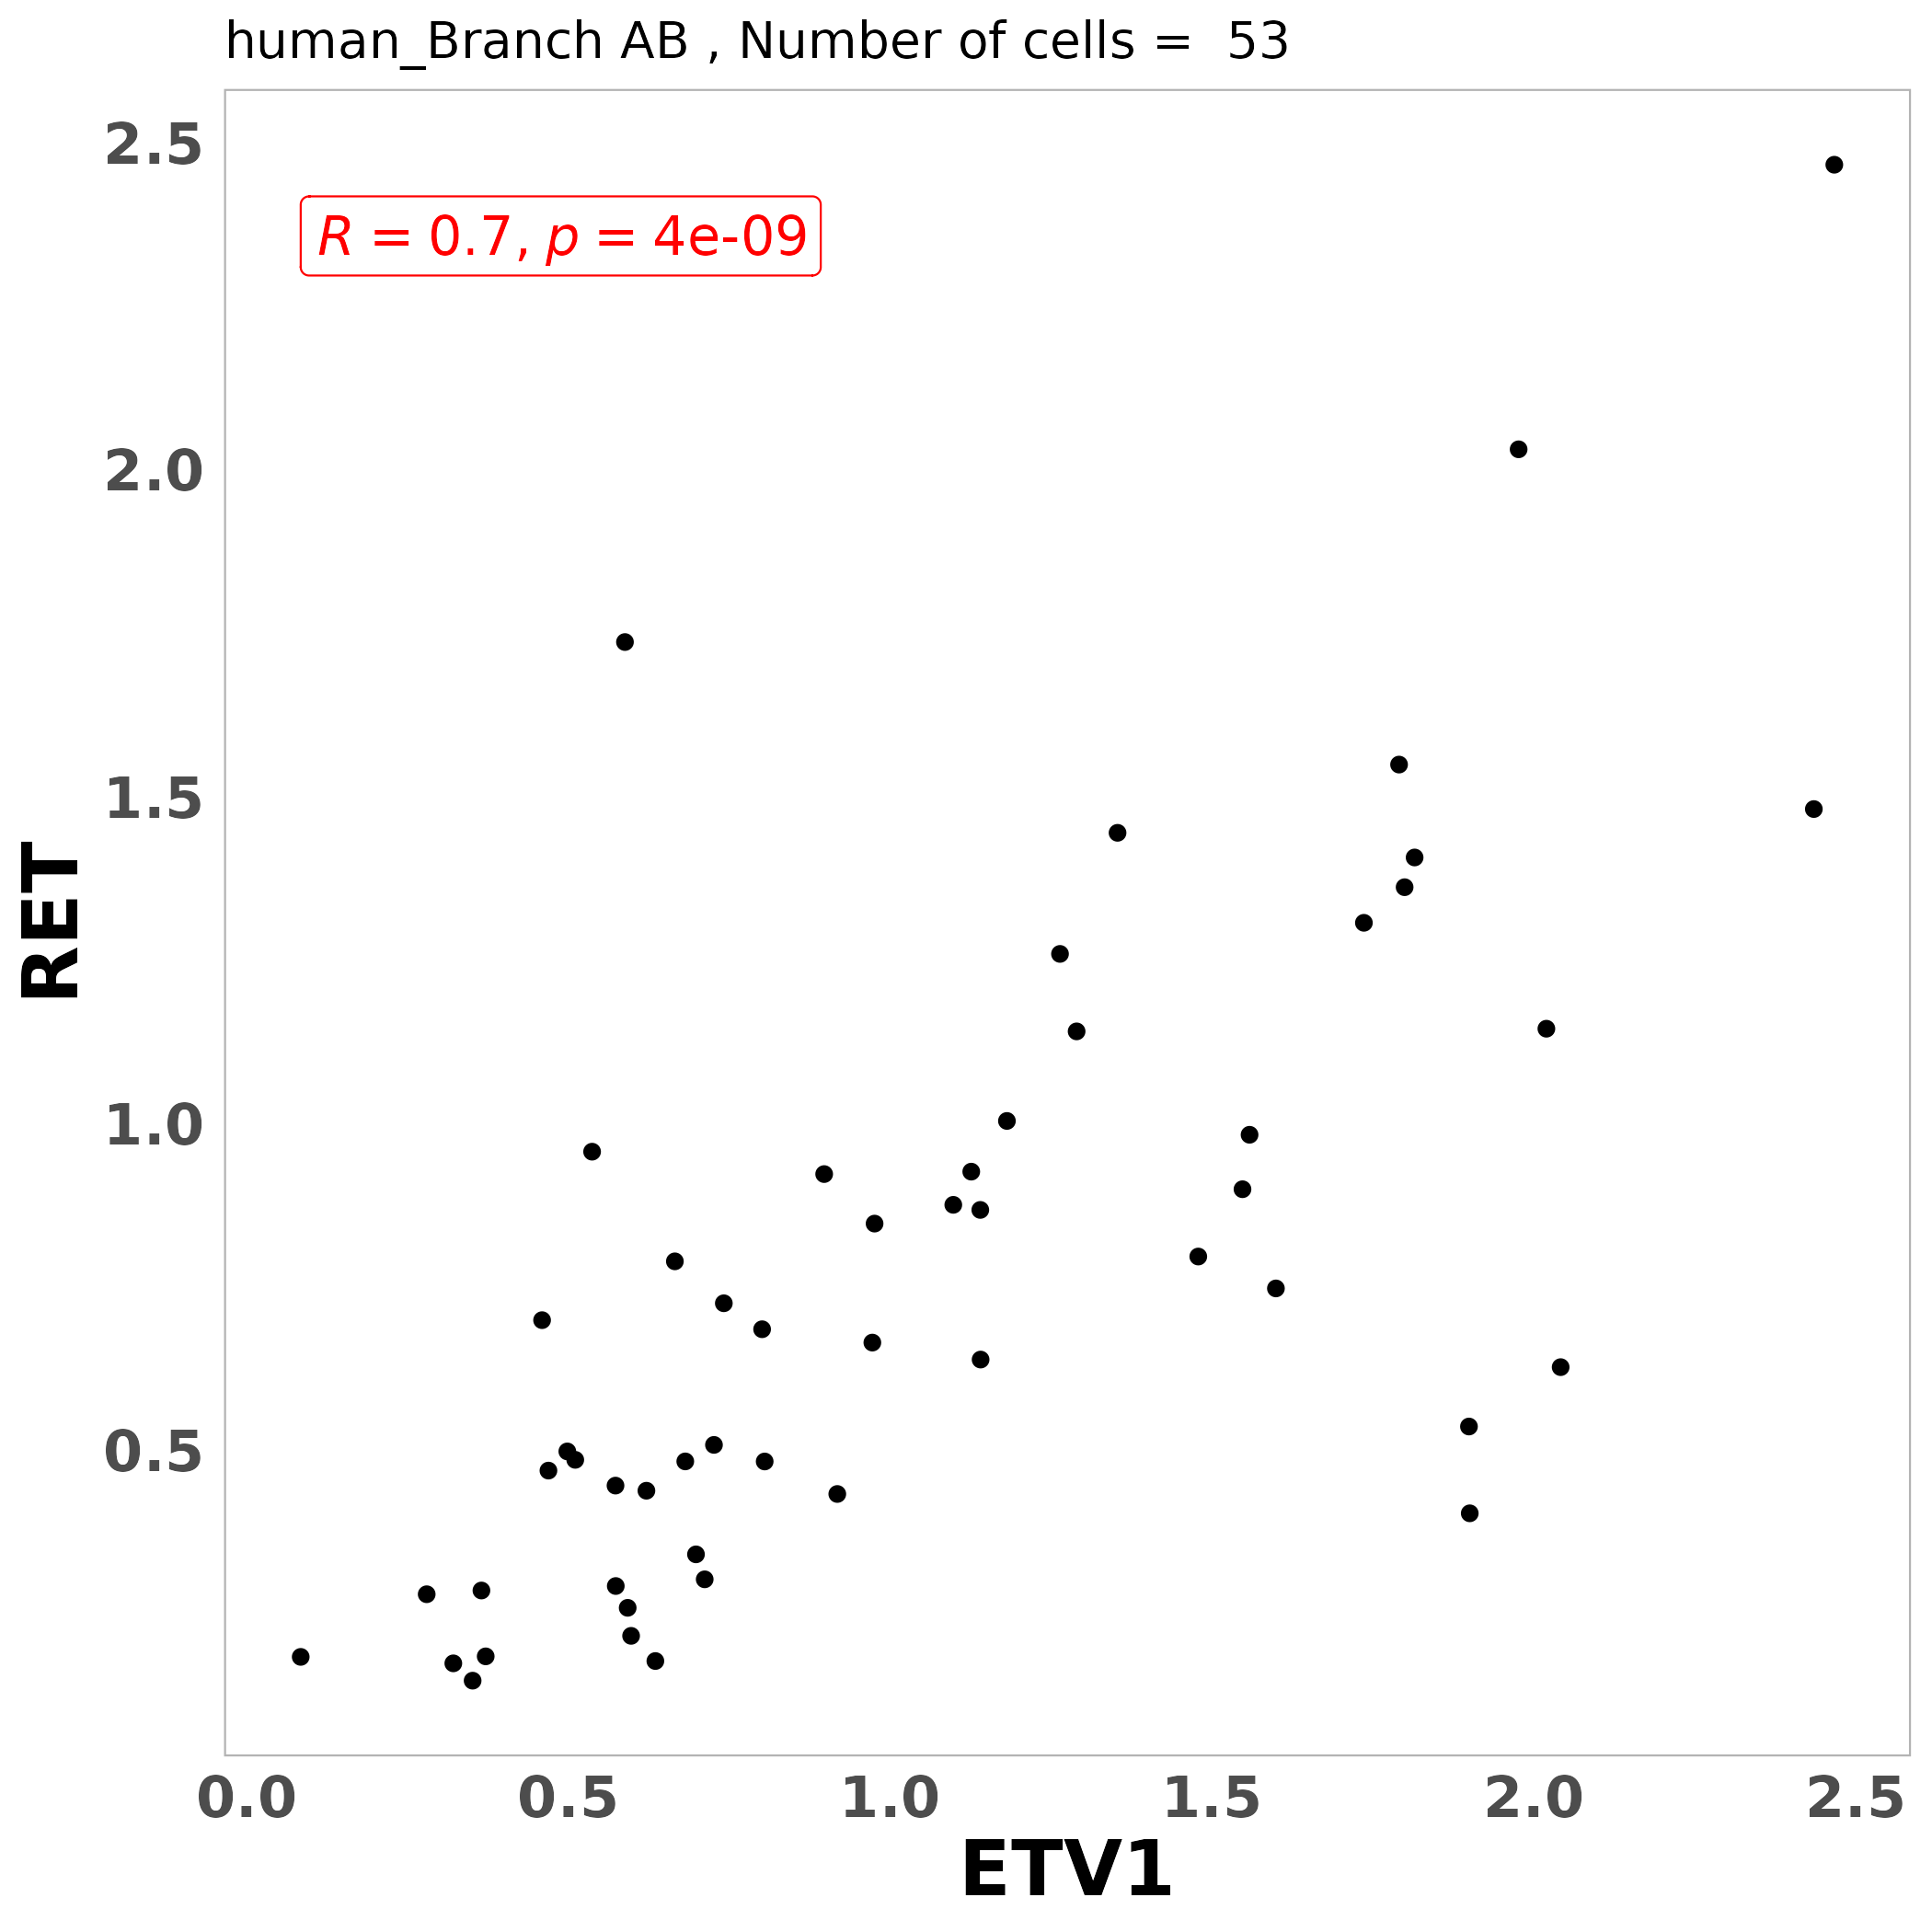 human_Branch AB , Number of cells =  53
R = 0.7, p = 4e-09
2.5
2.0
1.5
1.0
0.5
RET
0.0 0.5 1.0 1.5 2.0 2.5
ETV1